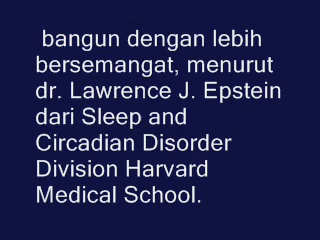 bangun dengan lebih
bersemangat, menurut
dr. Lawrence J. Epstein
dari Sleep and
Circadian Disorder
Division Harvard
Medical School.